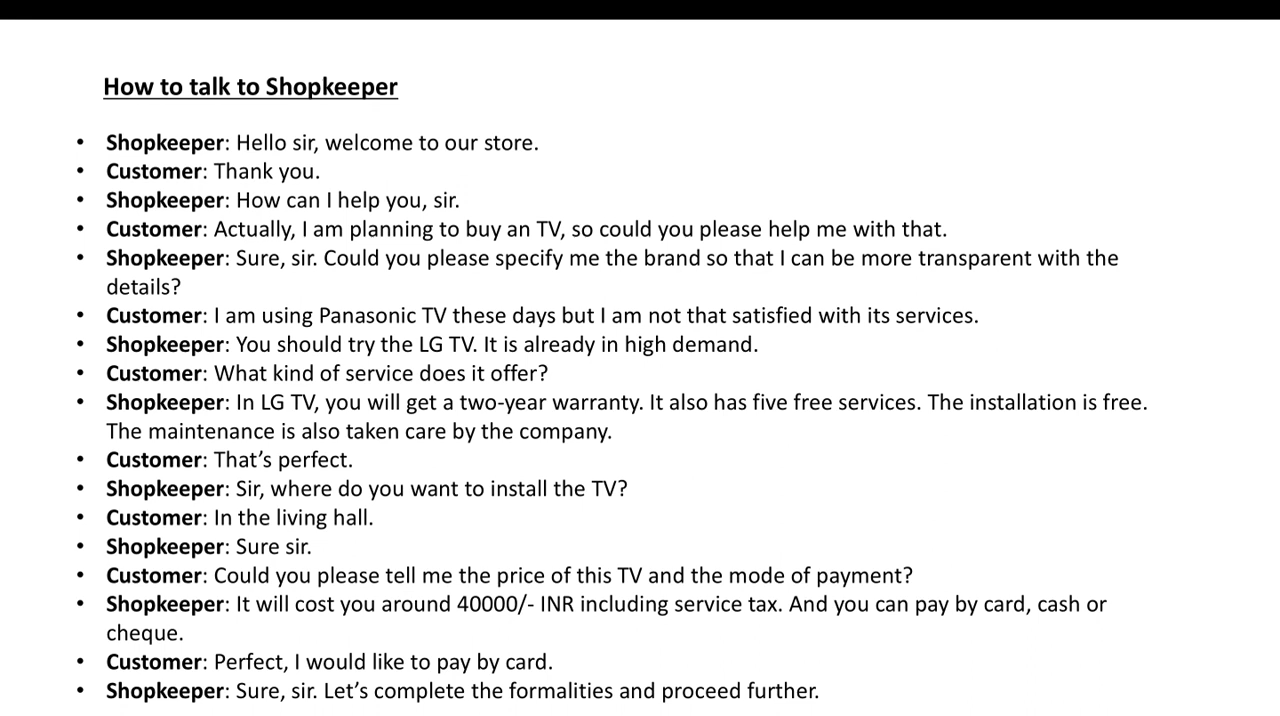 How to talk to Shopkeeper
• Shopkeeper: Hello sir, welcome to our store.
• Customer: Thank you.
• Shopkeeper: How can I help you, sir.
• Customer: Actually, I am planning to buy an TV, so could you please help me with that.
• Shopkeeper: Sure, sir. Could you please specify me the brand so that I can be more transparent with the
details?
• Customer: I am using Panasonic TV these days but I am not that satisfied with its services.
• Shopkeeper: You should try the LG TV. It is already in high demand.
• Customer: What kind of service does it offer?
• Shopkeeper: In LG TV, you will get a two-year warranty. It also has five free services. The installation is free.
The maintenance is also taken care by the company.
• Customer: That’s perfect.
• Shopkeeper: Sir, where do you want to install the TV?
• Customer: In the living hall.
• Shopkeeper: Sure sir.
• Customer: Could you please tell me the price of this TV and the mode of payment?
• Shopkeeper: It will cost you around 40000/- INR including service tax. And you can pay by card, cash or
cheque.
• Customer: Perfect, I would like to pay by card.
• Shopkeeper: Sure, sir. Let’s complete the formalities and proceed further.